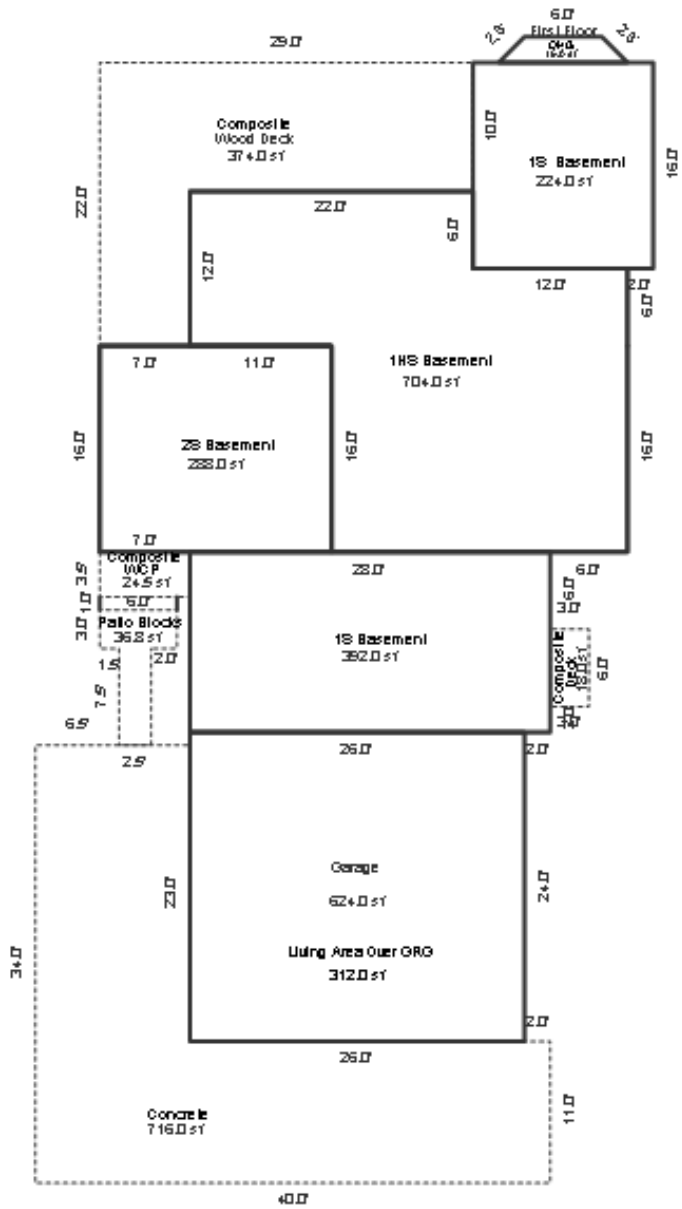 6.0'
2.8'
First Floor
2.8'
OHG
29.0'
10.0'
Composite
Wood Deck
374.0 sf
1S Basement
224.0 sf
16.0'
22.0'
22.0'
6.0'
12.0'
12.0'
2.0'
6.0'
7.0'
11.0'
1HS Basement
704.0 sf
16.0'
2S Basement
288.0 sf
16.0'
16.0'
7.0'
Composite
WCP
24.5 sf
3.5'
28.0'
6.0'
6.0'
1.0'
6.0'
3.0'
3.0'
Patio Blocks
36.8 sf
1S Basement
392.0 sf
Composite
Deck
18.0 sf
6.0'
1.5'
2.0'
7.5'
6.5'
2.5'
26.0'
2.0'
Garage
624.0 sf
23.0'
24.0'
Living Area Over GRG
312.0 sf
34.0'
2.0'
26.0'
Concrete
716.0 sf
11.0'
40.0'